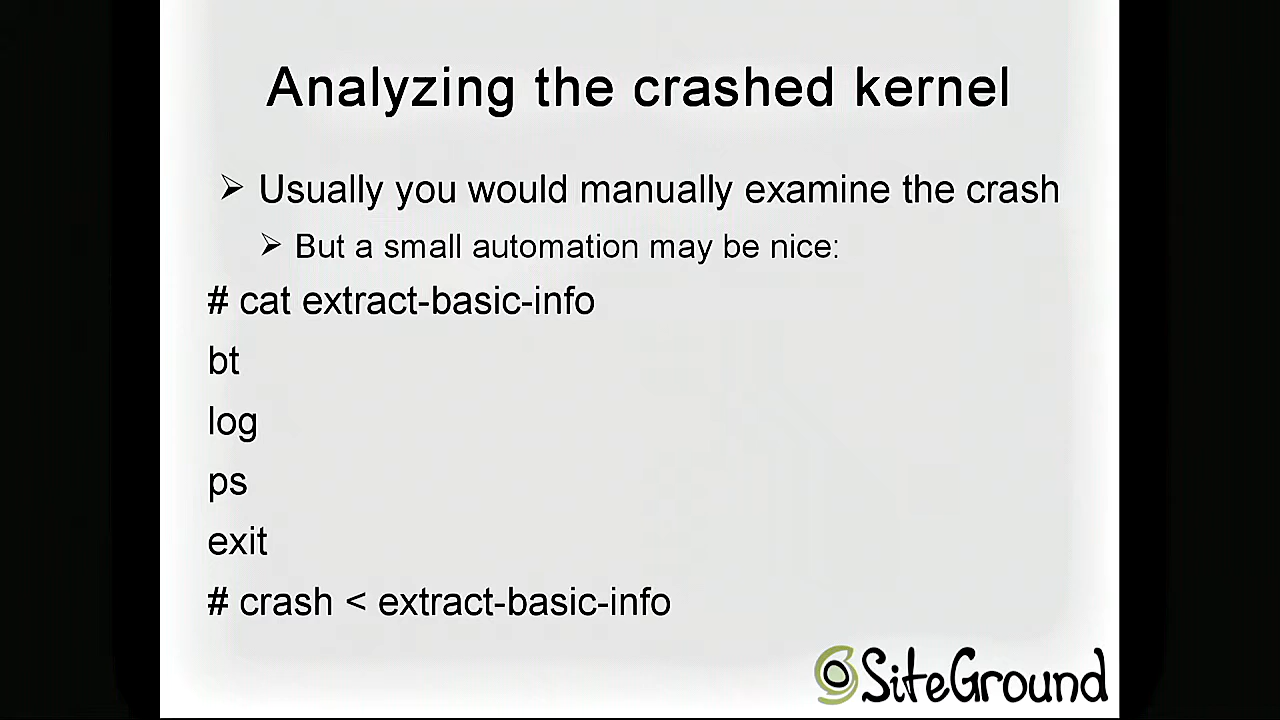 Analyzing the crashed kernel
➢ Usually you would manually examine the crash
➢ But a small automation may be nice:
# cat extract-basic-info
bt
log
ps
exit
# crash < extract-basic-info
SiteGround